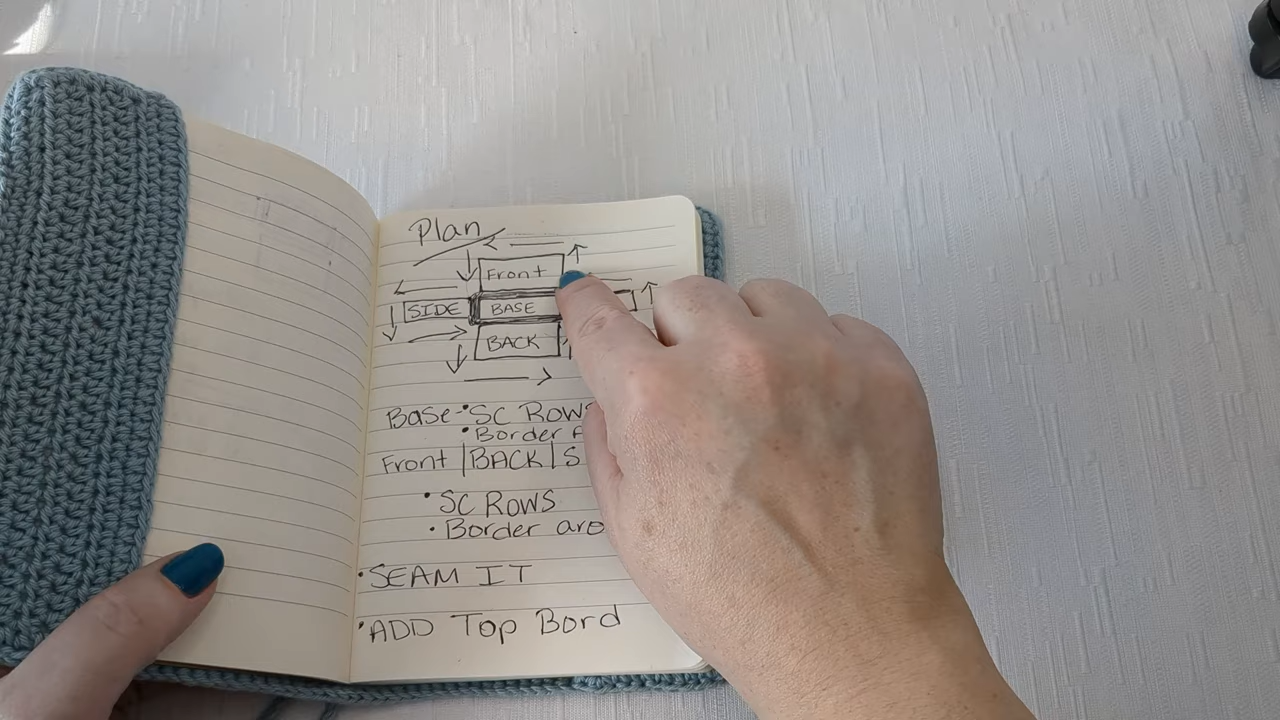 Plan
Front
SIDE BASE
BACK
Base - • SC ROWS
• Border
Front | BACK | S
• SC ROWS
• Border aro
• SEAM IT
• ADD Top Bord